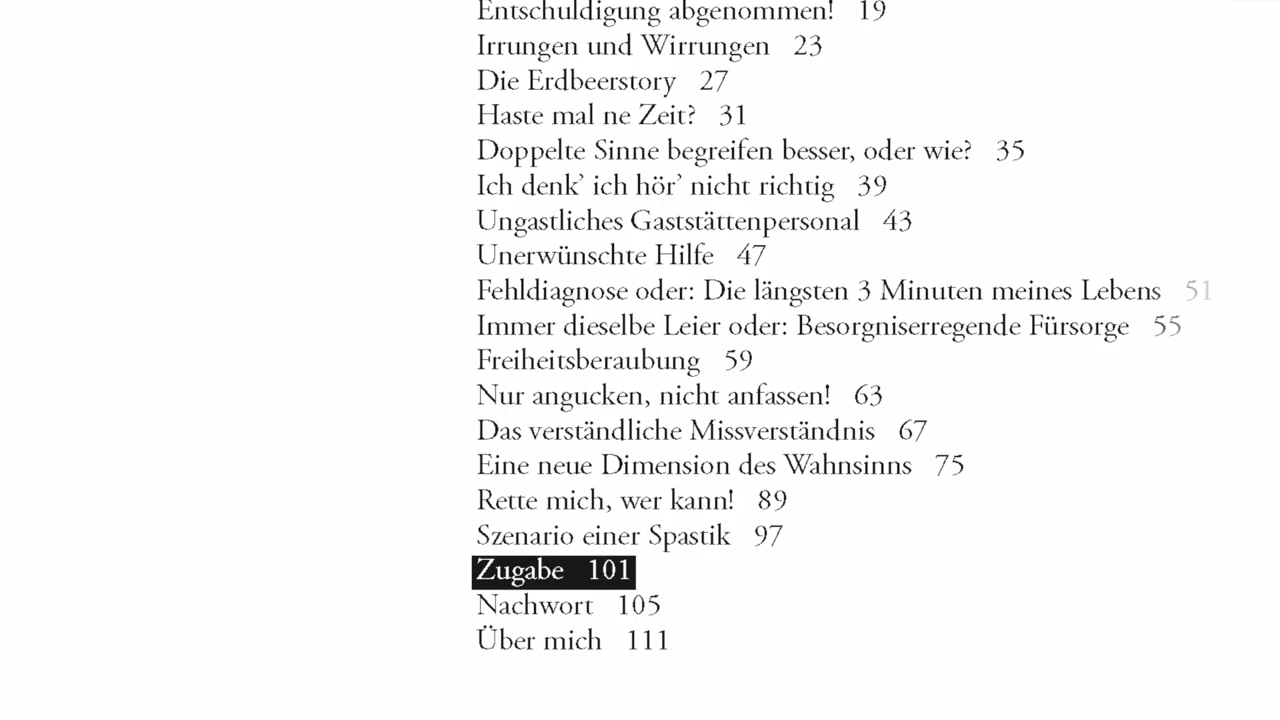 Entschuldigung abgenommen! 19
Irrungen und Wirrungen 23
Die Erdbeerstory 27
Haste mal ne Zeit? 31
Doppelte Sinne begreifen besser, oder wie? 35
Ich denk’ ich hör’ nicht richtig 39
Ungastliches Gaststättenpersonal 43
Unerwünschte Hilfe 47
Fehldiagnose oder: Die längsten 3 Minuten meines Lebens 51
Immer dieselbe Leier oder: Besorgniserregende Fürsorge 55
Freiheitsberaubung 59
Nur angucken, nicht anfassen! 63
Das verständliche Missverständnis 67
Eine neue Dimension des Wahnsinns 75
Rette mich, wer kann! 89
Szenario einer Spastik 97
Zugabe 101
Nachwort 105
Über mich 111